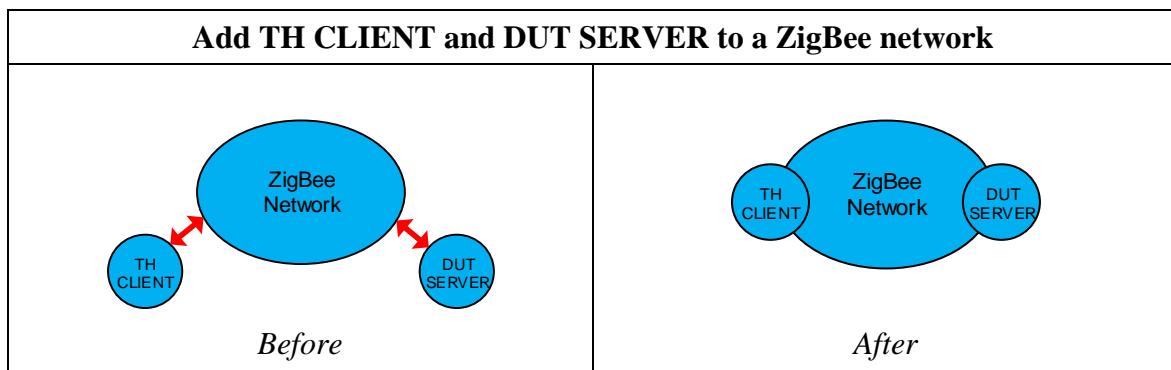 Add TH CLIENT and DUT SERVER to a ZigBee network
ZigBee
Network
TH
CLIENT
DUT
SERVER
Before
TH
CLIENT
ZigBee
Network
DUT
SERVER
After